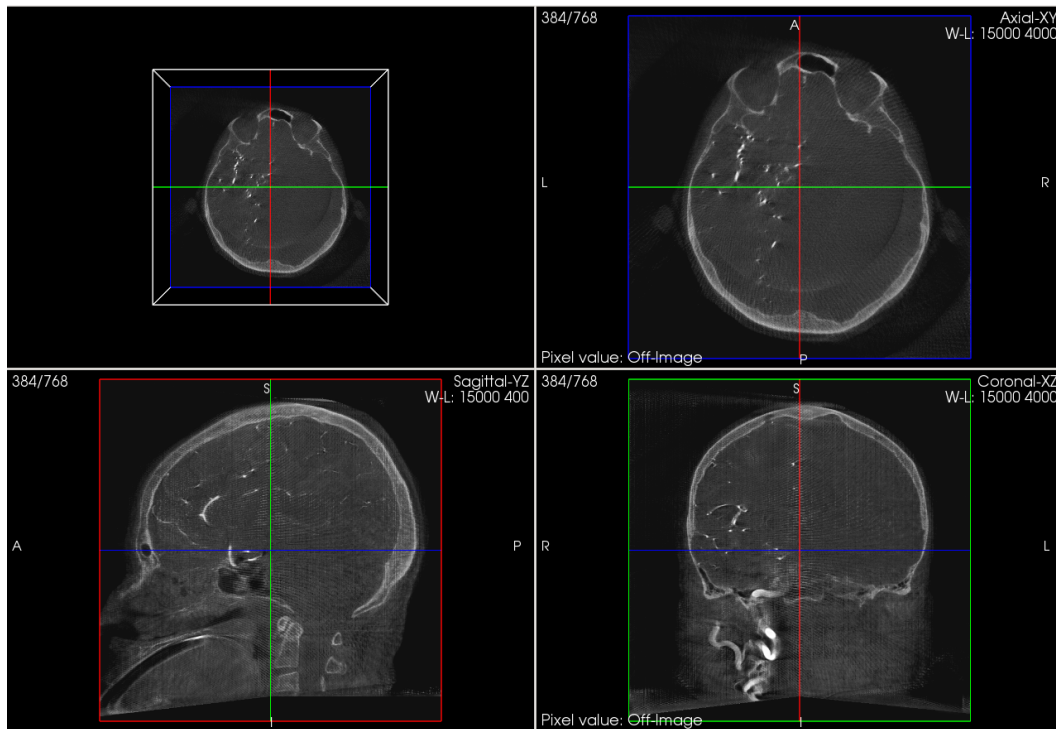 384/768
Axial-XY
W-L: 15000 4000
A
L
R
Pixel value: Off-Image
P
384/768
Sagittal-YZ
W-L: 15000 400
S
A
P
I
384/768
Coronal-XZ
W-L: 15000 4000
S
R
L
Pixel value: Off-Image
I